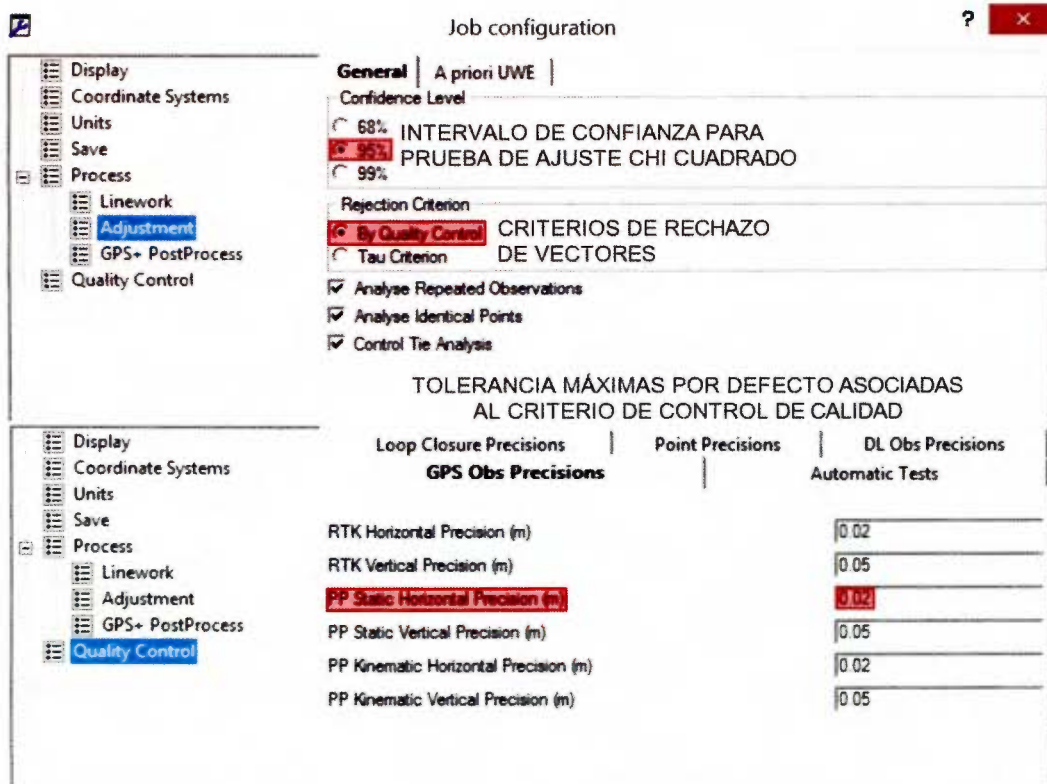 Job configuration
?
×
Display
Coordinate Systems
Units
Save
Process
Linework
Adjustment
GPS+ PostProcess
Quality Control
General
A priori UWE
Confidence Level
68%
95%
99%
INTERVALO DE CONFIANZA PARA
PRUEBA DE AJUSTE CHI CUADRADO
Rejection Criterion
By Quality Control
Tau Criterion
CRITERIOS DE RECHAZO
DE VECTORES
Analyse Repeated Observations
Analyse Identical Points
Control Tie Analysis
TOLERANCIA MÁXIMAS POR DEFECTO ASOCIADAS
AL CRITERIO DE CONTROL DE CALIDAD
Display
Coordinate Systems
Units
Save
Process
Linework
Adjustment
GPS+ PostProcess
Quality Control
Loop Closure Precisions
Point Precisions
DL Obs Precisions
GPS Obs Precisions
Automatic Tests
RTK Horizontal Precision (m) 0.02
RTK Vertical Precision (m) 0.05
PP Static Horizontal Precision (m) 0.02
PP Static Vertical Precision (m) 0.05
PP Kinematic Horizontal Precision (m) 0.02
PP Kinematic Vertical Precision (m) 0.05